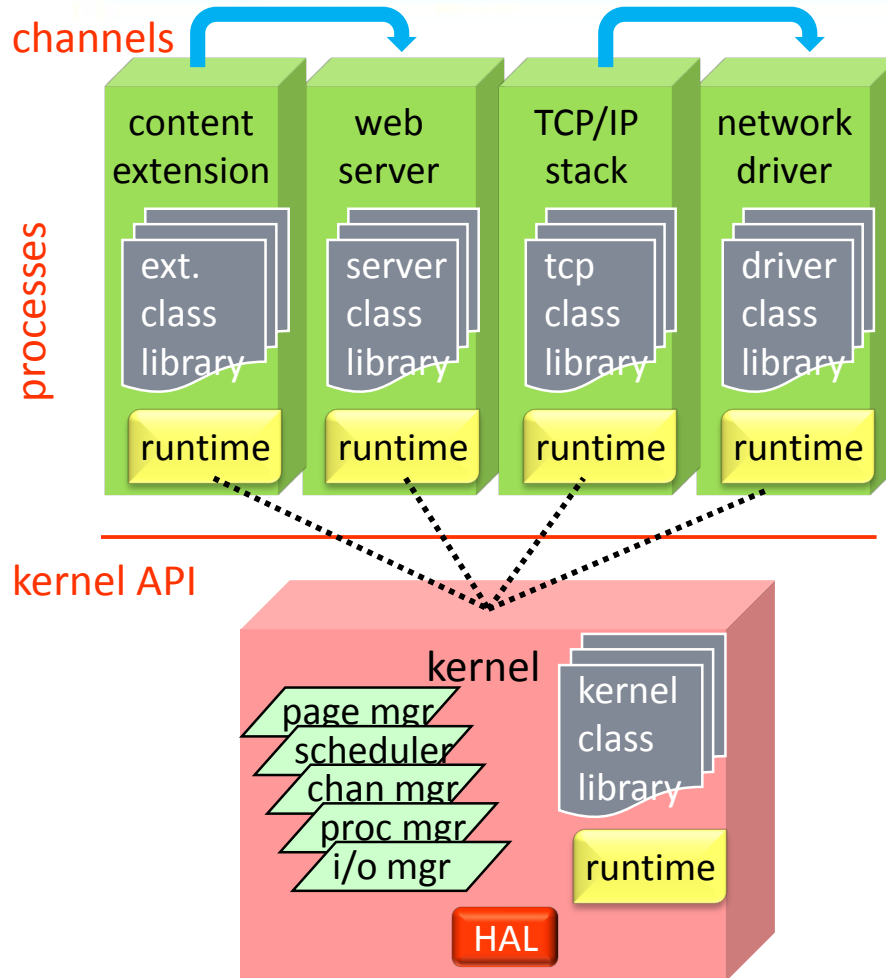 channels
content
extension
web
server
TCP/IP
stack
network
driver
processes
ext.
class
library
server
class
library
tcp
class
library
driver
class
library
runtime
runtime
runtime
runtime
kernel API
kernel
page mgr
scheduler
chan mgr
proc mgr
i/o mgr
kernel
class
library
runtime
HAL